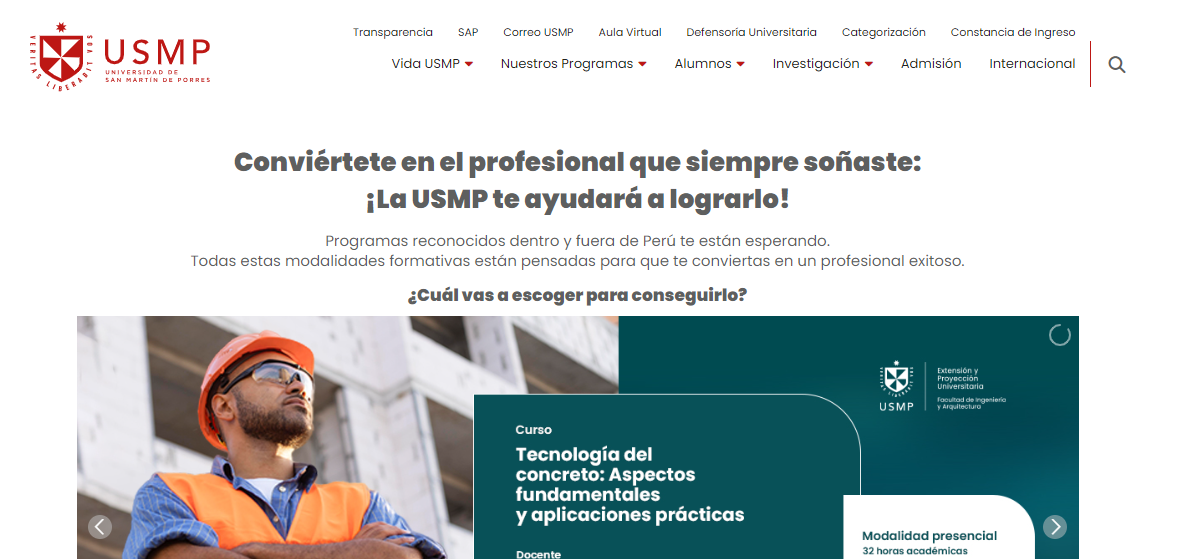 VERITAS LIBERABIT VOS
USMP
UNIVERSIDAD DE
SAN MARTÍN DE PORRES
Transparencia SAP Correo USMP Aula Virtual Defensoría Universitaria Categorización Constancia de Ingreso
Vida USMP Nuestros Programas Alumnos Investigación Admisión Internacional
Conviértete en el profesional que siempre soñaste:
¡La USMP te ayudará a lograrlo!
Programas reconocidos dentro y fuera de Perú te están esperando.
Todas estas modalidades formativas están pensadas para que te conviertas en un profesional exitoso.
¿Cuál vas a escoger para conseguirlo?
USMP
Extensión y
Proyección
Universitaria
Facultad de Ingeniería
y Arquitectura
Curso
Tecnología del
concreto: Aspectos
fundamentales
y aplicaciones prácticas
Docente
Modalidad presencial
32 horas académicas